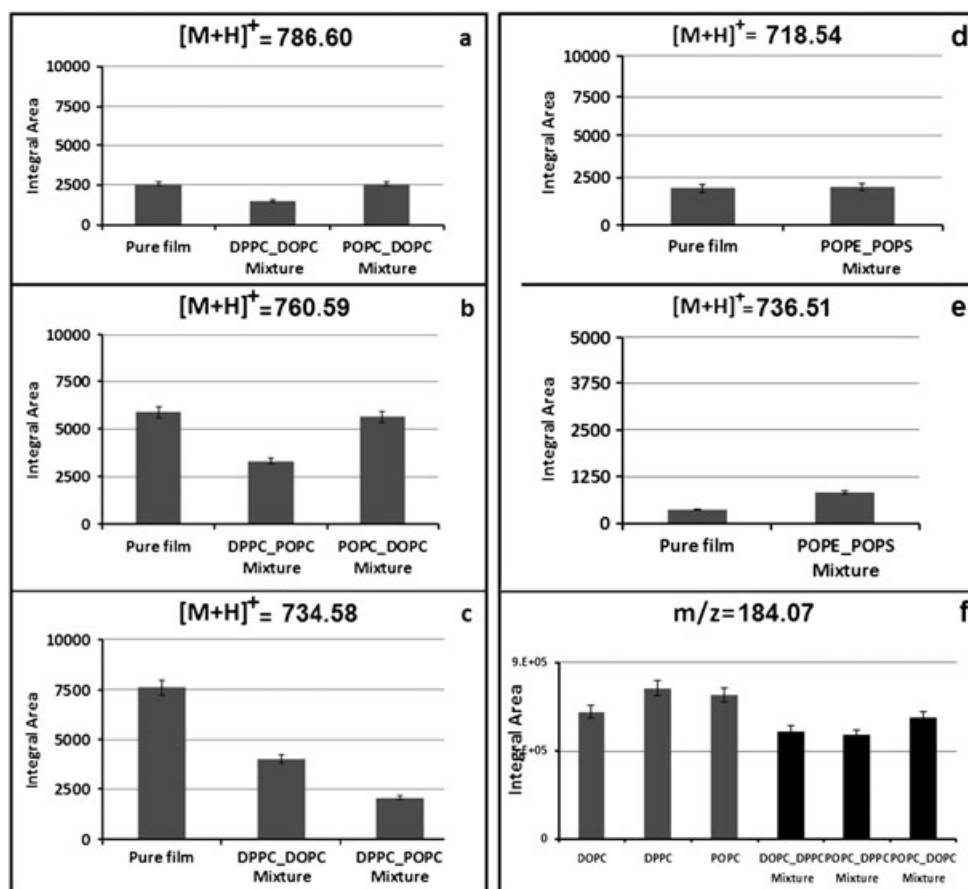 [M+H]+= 786.60
a
Integral Area
10000
7500
5000
2500
0
Pure film
DPPC_DOPC
Mixture
POPC_DOPC
Mixture
[M+H]+=760.59
b
Integral Area
10000
7500
5000
2500
0
Pure film
DPPC_POPC
Mixture
POPC_DOPC
Mixture
[M+H]+= 734.58
c
Integral Area
10000
7500
5000
2500
0
Pure film
DPPC_DOPC
Mixture
DPPC_POPC
Mixture
[M+H]+= 718.54
d
Integral Area
10000
7500
5000
2500
0
Pure film
POPE_POPS
Mixture
[M+H]+=736.51
e
Integral Area
5000
3750
2500
1250
0
Pure film
POPE_POPS
Mixture
m/z=184.07
f
Integral Area
9.E+05
E+05
0
DOPC
DPPC
POPC
DOPC_DPPC
Mixture
POPC_DPPC
Mixture
POPC_DOPC
Mixture